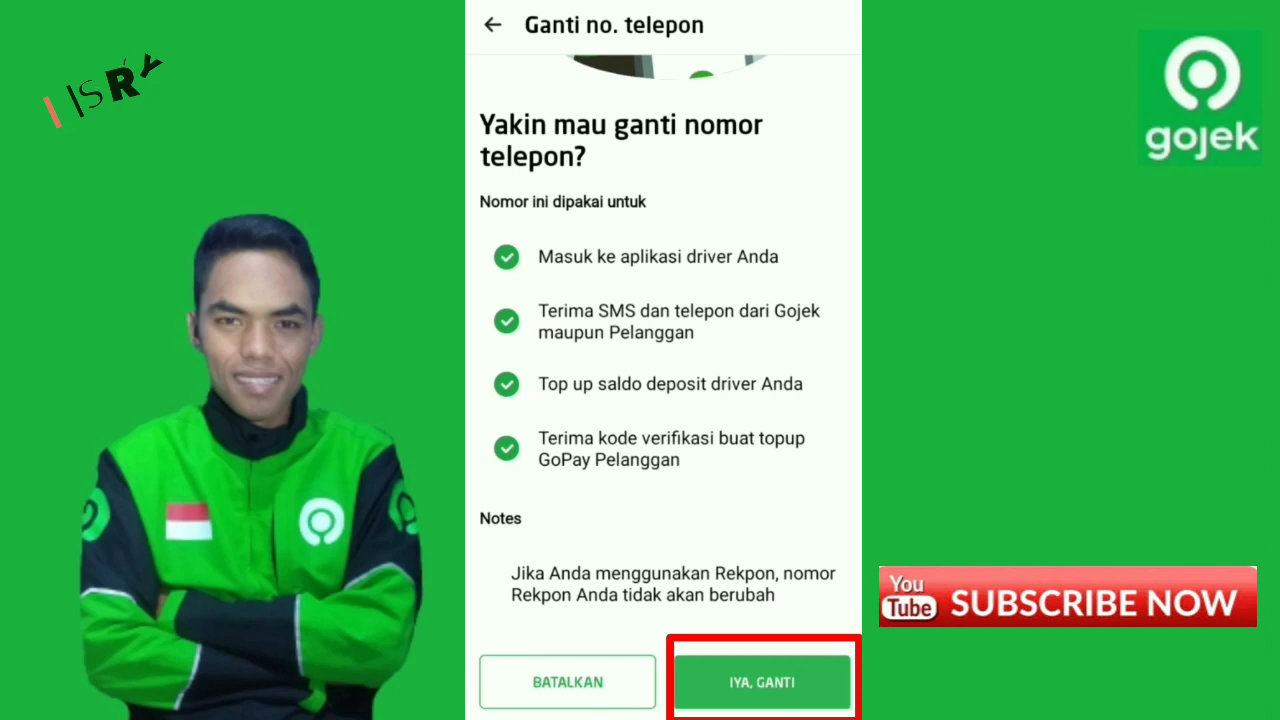 ISRY
gojek
Ganti no. telepon
Yakin mau ganti nomor
telepon?
Nomor ini dipakai untuk
Masuk ke aplikasi driver Anda
Terima SMS dan telepon dari Gojek
maupun Pelanggan
Top up saldo deposit driver Anda
Terima kode verifikasi buat topup
GoPay Pelanggan
Notes
Jika Anda menggunakan Rekpon, nomor
Rekpon Anda tidak akan berubah
BATALKAN
IYA, GANTI
You
Tube SUBSCRIBE NOW